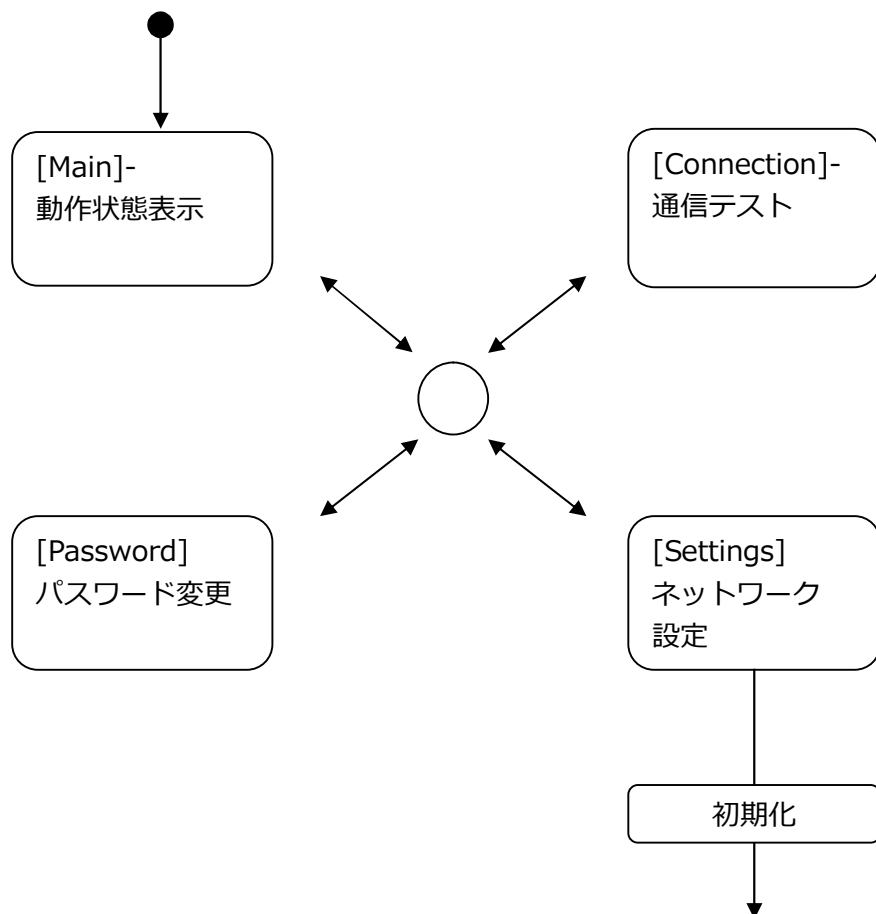 [Main]-
動作状態表示
[Connection]-
通信テスト
[Password]
パスワード変更
[Settings]
ネットワーク
設定
初期化